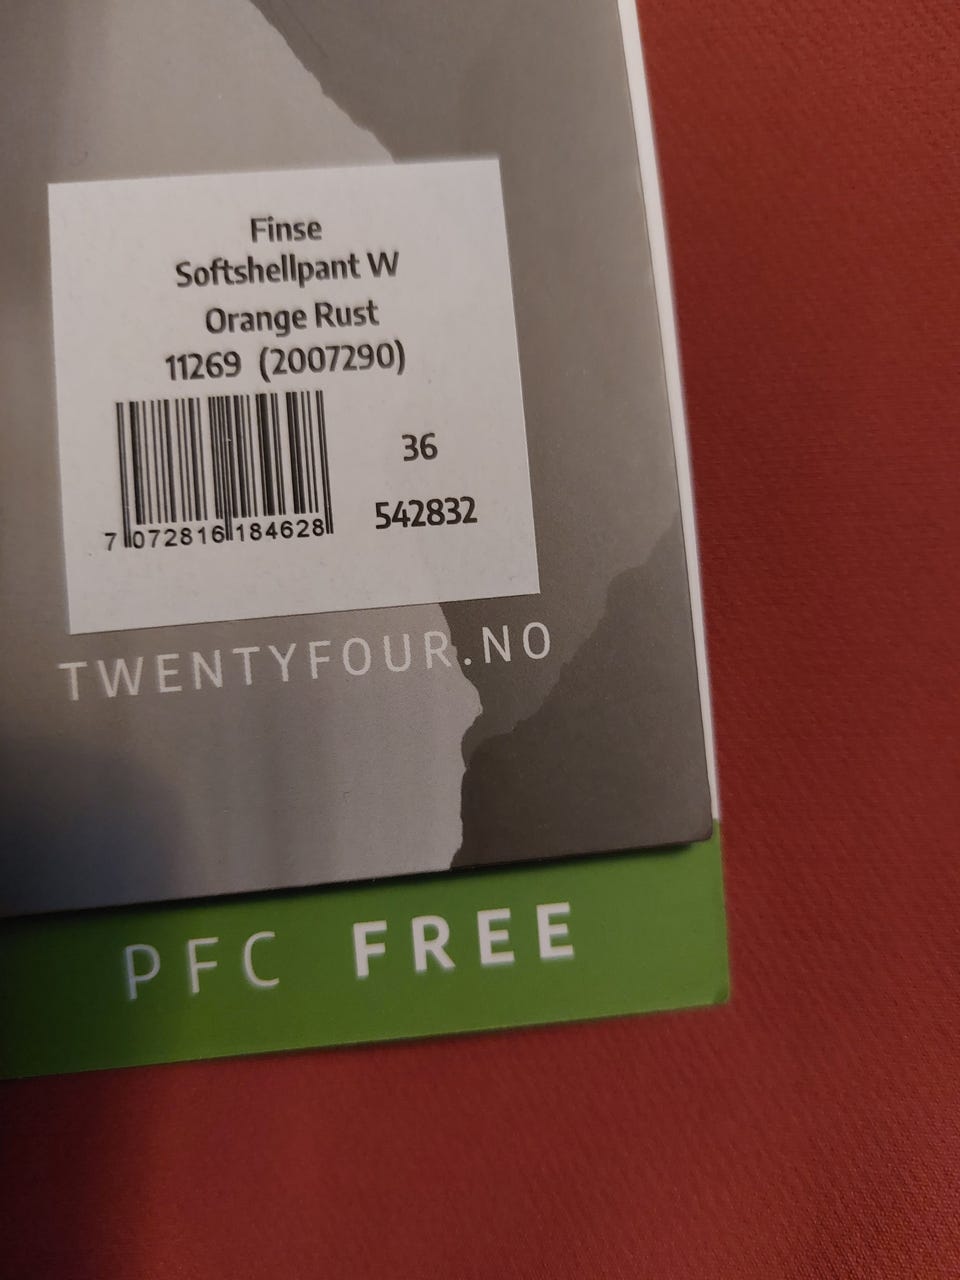 Finse
Softshellpant W
Orange Rust
11269 (2007290)
36
542832
7 072816 184628
TWENTYFOUR.NO
PFC FREE